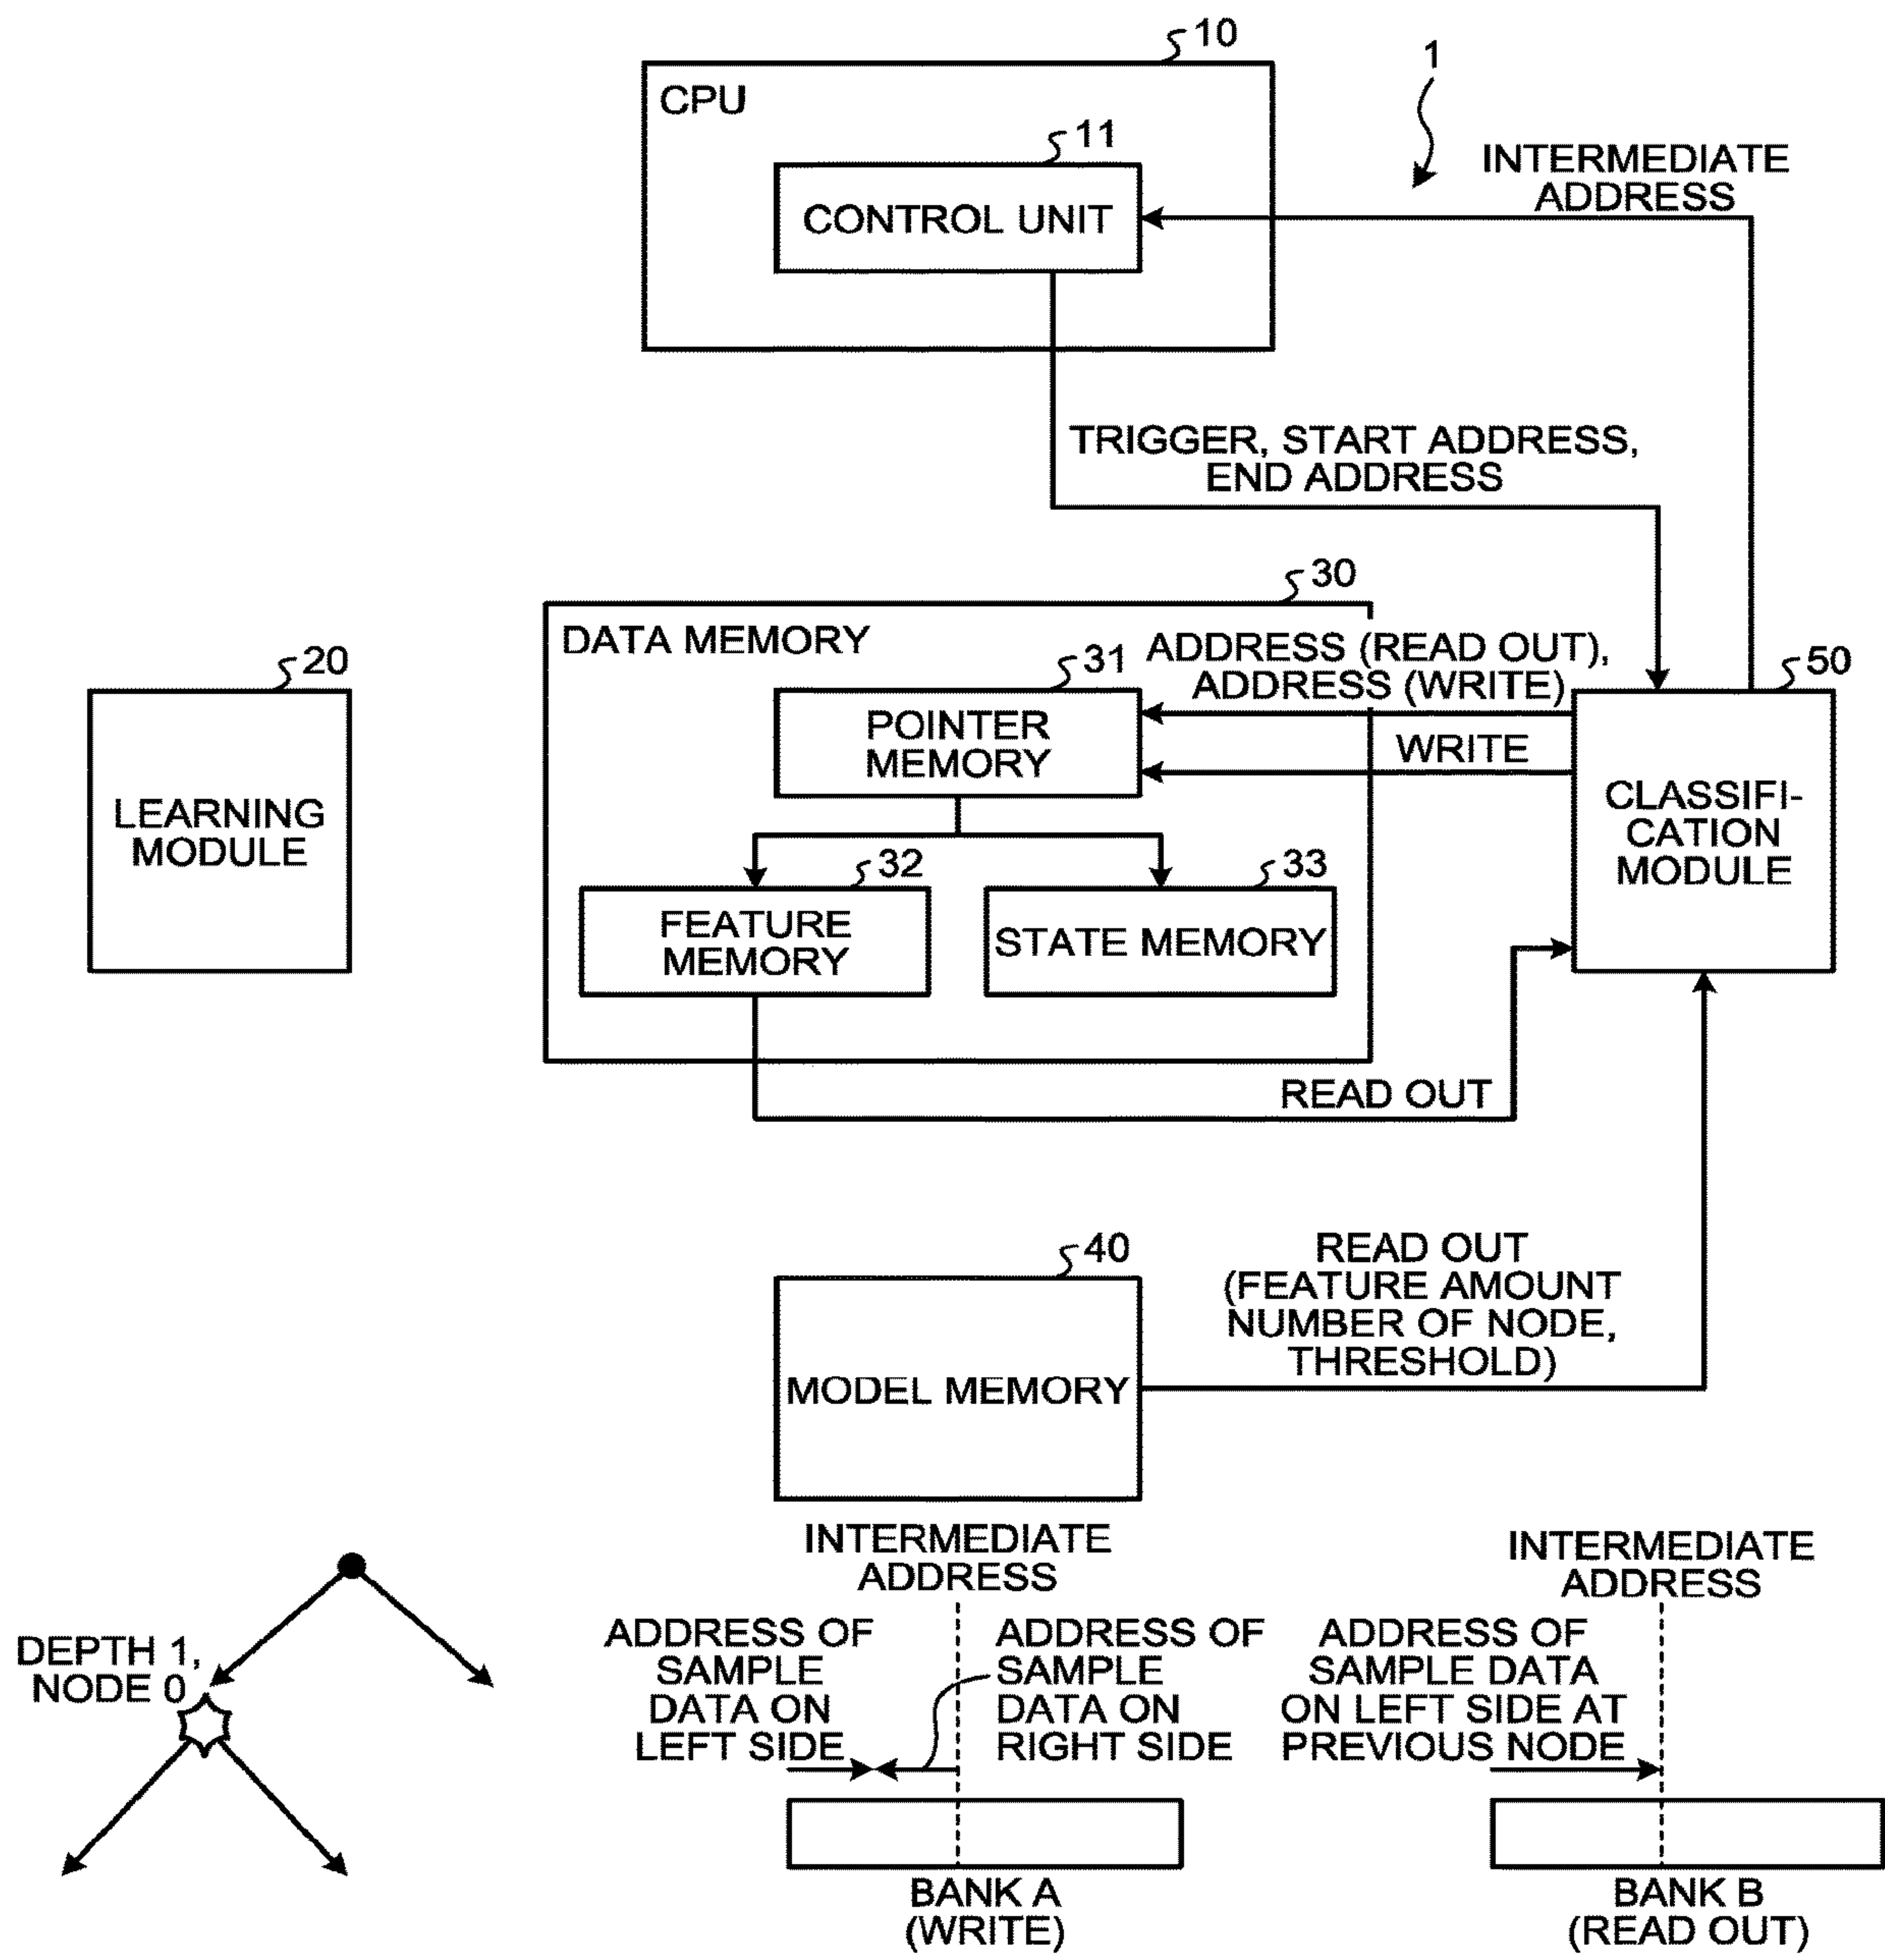 10
1
CPU
11
CONTROL UNIT
INTERMEDIATE
ADDRESS
TRIGGER, START ADDRESS,
END ADDRESS
30
DATA MEMORY
ADDRESS (READ OUT),
ADDRESS (WRITE)
20
31
50
POINTER
MEMORY
WRITE
LEARNING
MODULE
CLASSIFI-
CATION
MODULE
32
33
FEATURE
MEMORY
STATE MEMORY
READ OUT
40
READ OUT
(FEATURE AMOUNT
NUMBER OF NODE,
THRESHOLD)
MODEL MEMORY
DEPTH 1,
NODE 0
INTERMEDIATE
ADDRESS
ADDRESS OF
SAMPLE
DATA ON
LEFT SIDE
ADDRESS OF
SAMPLE
DATA ON
RIGHT SIDE
BANK A
(WRITE)
INTERMEDIATE
ADDRESS
ADDRESS OF
SAMPLE DATA
ON LEFT SIDE AT
PREVIOUS NODE
BANK B
(READ OUT)